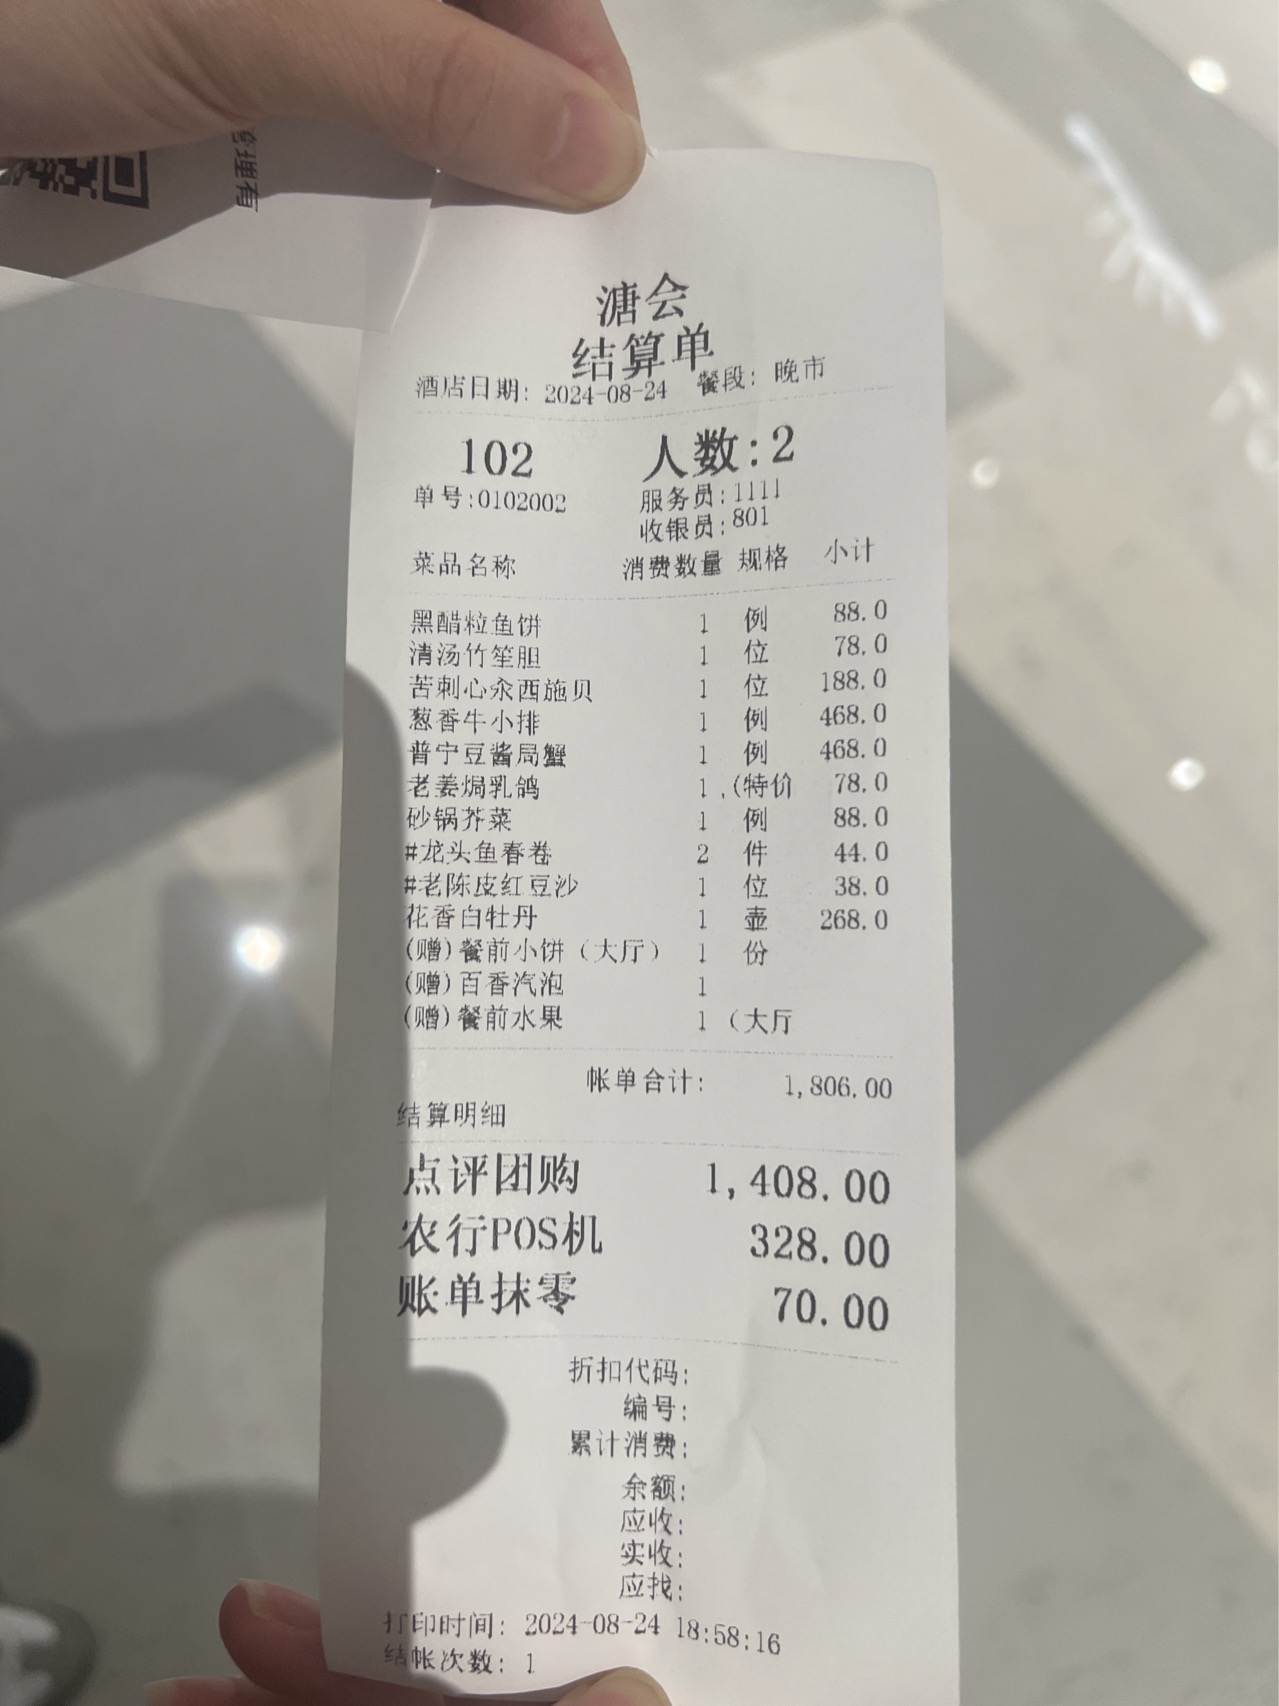 管理有
溏会
结算单
酒店日期: 2024-08-24 餐段: 晚市
102 人数:2
单号:0102002 服务员:1111
收银员:801
菜品名称 消费数量 规格 小计
黑醋粒鱼饼 1 例 88.0
清汤竹笙胆 1 位 78.0
苦刺心汆西施贝 1 位 188.0
葱香牛小排 1 例 468.0
普宁豆酱局蟹 1 例 468.0
老姜焗乳鸽 1 .(特价 78.0
砂锅芥菜 1 例 88.0
#龙头鱼春卷 2 件 44.0
#老陈皮红豆沙 1 位 38.0
花香白牡丹 1 壶 268.0
(赠)餐前小饼（大厅） 1 份
(赠)百香汽泡 1
(赠)餐前水果 1 （大厅
帐单合计: 1,806.00
结算明细
点评团购 1,408.00
农行POS机 328.00
账单抹零 70.00
折扣代码:
编号:
累计消费:
余额:
应收:
实收:
应找:
打印时间: 2024-08-24 18:58:16
结帐次数: 1